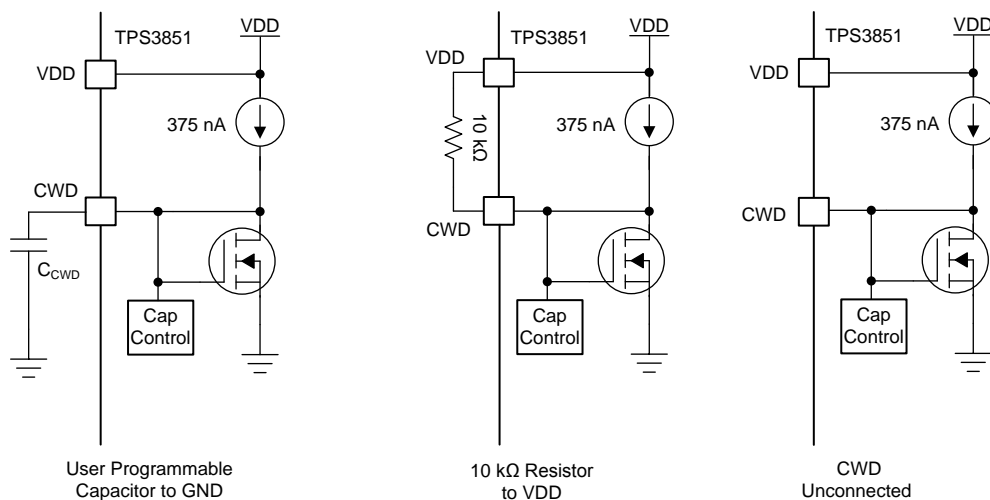 TPS3851
VDD
VDD
375 nA
CWD
C_CWD
Cap
Control
User Programmable
Capacitor to GND
TPS3851
VDD
VDD
10 kΩ
375 nA
CWD
Cap
Control
10 kΩ Resistor
to VDD
TPS3851
VDD
VDD
375 nA
CWD
Cap
Control
CWD
Unconnected